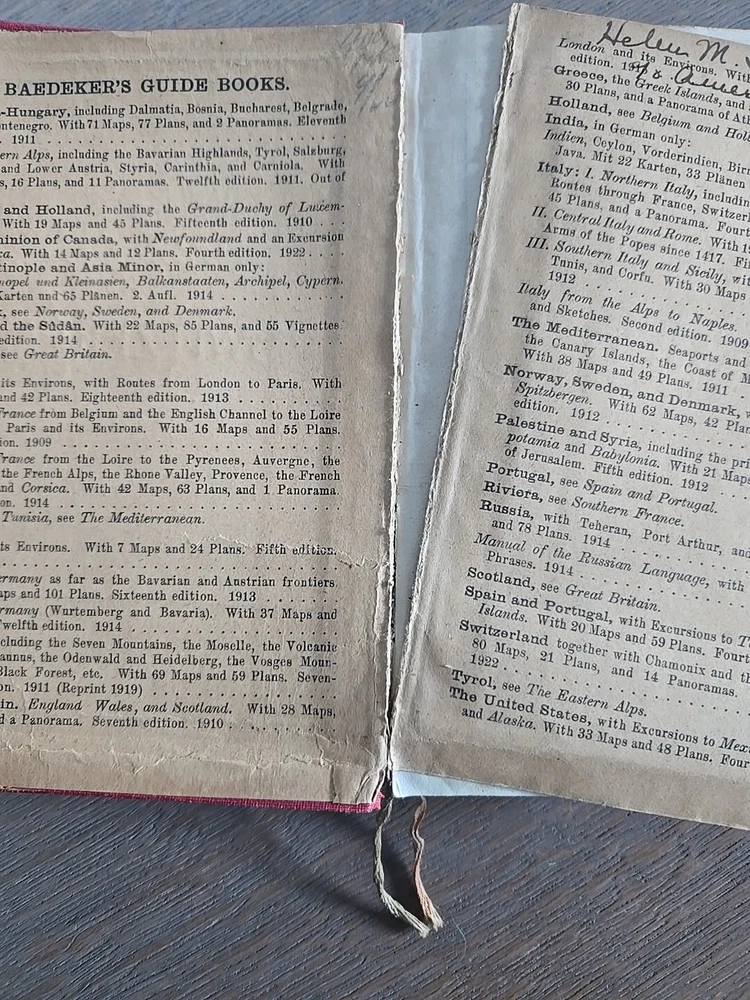 BAEDEKER'S GUIDE BOOKS.
-Hungary, including Dalmatia, Bosnia, Bucharest, Belgrade,
ntenegro. With 71 Maps, 77 Plans, and 2 Panoramas. Eleventh
1911 . . . . . . . . . . . . . . . . . . . .
ern Alps, including the Bavarian Highlands, Tyrol, Salzburg,
and Lower Austria, Styria, Carinthia, and Carniola. With
s, 16 Plans, and 11 Panoramas. Twelfth edition. 1911. Out of
and Holland, including the Grand-Duchy of Luxem-
With 19 Maps and 45 Plans. Fifteenth edition. 1910 . . .
minion of Canada, with Newfoundland and an Excursion
ca. With 14 Maps and 12 Plans. Fourth edition. 1922 . . . .
tinople and Asia Minor, in German only:
nopel und Kleinasien, Balkanstaaten, Archipel, Cypern.
Karten und 65 Plänen. 2. Aufl. 1914 . . . . . . . . . .
, see Norway, Sweden, and Denmark.
d the Sûdân. With 22 Maps, 85 Plans, and 55 Vignettes
edition. 1914 . . . . . . . . . . . . . . . . . .
see Great Britain.
its Environs, with Routes from London to Paris. With
and 42 Plans. Eighteenth edition. 1913 . . . . . . . .
France from Belgium and the English Channel to the Loire
Paris and its Environs. With 16 Maps and 55 Plans.
ion. 1909 . . . . . . . . . . . . . . . . . . . .
France from the Loire to the Pyrenees, Auvergne, the
the French Alps, the Rhone Valley, Provence, the French
nd Corsica. With 42 Maps, 63 Plans, and 1 Panorama.
on. 1914 . . . . . . . . . . . . . . . . . . . .
Tunisia, see The Mediterranean.
ts Environs. With 7 Maps and 24 Plans. Fifth edition.
ermany as far as the Bavarian and Austrian frontiers.
aps and 101 Plans. Sixteenth edition. 1913 . . . . . .
rmany (Wurtemberg and Bavaria). With 37 Maps and
Twelfth edition. 1914 . . . . . . . . . . . . . .
cluding the Seven Mountains, the Moselle, the Volcanic
aunus, the Odenwald and Heidelberg, the Vosges Moun-
Black Forest, etc. With 69 Maps and 59 Plans. Seven-
on. 1911 (Reprint 1919) . . . . . . . . . . . . . .
in. England Wales, and Scotland. With 28 Maps,
d a Panorama. Seventh edition. 1910 . . . . . . . .
Helen M.
London and its Environs. With
edition.
Greece, the Greek Islands, and
30 Plans, and a Panorama of Ath
Holland, see Belgium and Holl
India, in German only:
Indien, Ceylon, Vorderindien, Birm
Java. Mit 22 Karten, 33 Plänen
Italy: I. Northern Italy, includin
Routes through France, Switzer
45 Plans, and a Panorama. Fourt
II. Central Italy and Rome. With 1
Arms of the Popes since 1417. Fi
III. Southern Italy and Sicily, wit
Tunis, and Corfu. With 30 Maps
1912 . . . . . . . . . .
Italy from the Alps to Naples.
and Sketches. Second edition. 1909
The Mediterranean. Seaports and
the Canary Islands, the Coast of M
With 38 Maps and 49 Plans. 1911
Norway, Sweden, and Denmark, w
Spitzbergen. With 62 Maps, 42 Plan
edition. 1912 . . . . . . .
Palestine and Syria, including the pri
potamia and Babylonia. With 21 Maps
of Jerusalem. Fifth edition. 1912
Portugal, see Spain and Portugal.
Riviera, see Southern France.
Russia, with Teheran, Port Arthur, and
and 78 Plans. 1914 . . . . . .
Manual of the Russian Language, with
Phrases. 1914 . . . . . . . .
Scotland, see Great Britain.
Spain and Portugal, with Excursions to T
Islands. With 20 Maps and 59 Plans. Fourt
Switzerland together with Chamonix and th
80 Maps, 21 Plans, and 14 Panoramas.
1922 . . . . . . . . . .
Tyrol, see The Eastern Alps.
The United States, with Excursions to Mex
and Alaska. With 33 Maps and 48 Plans. Four